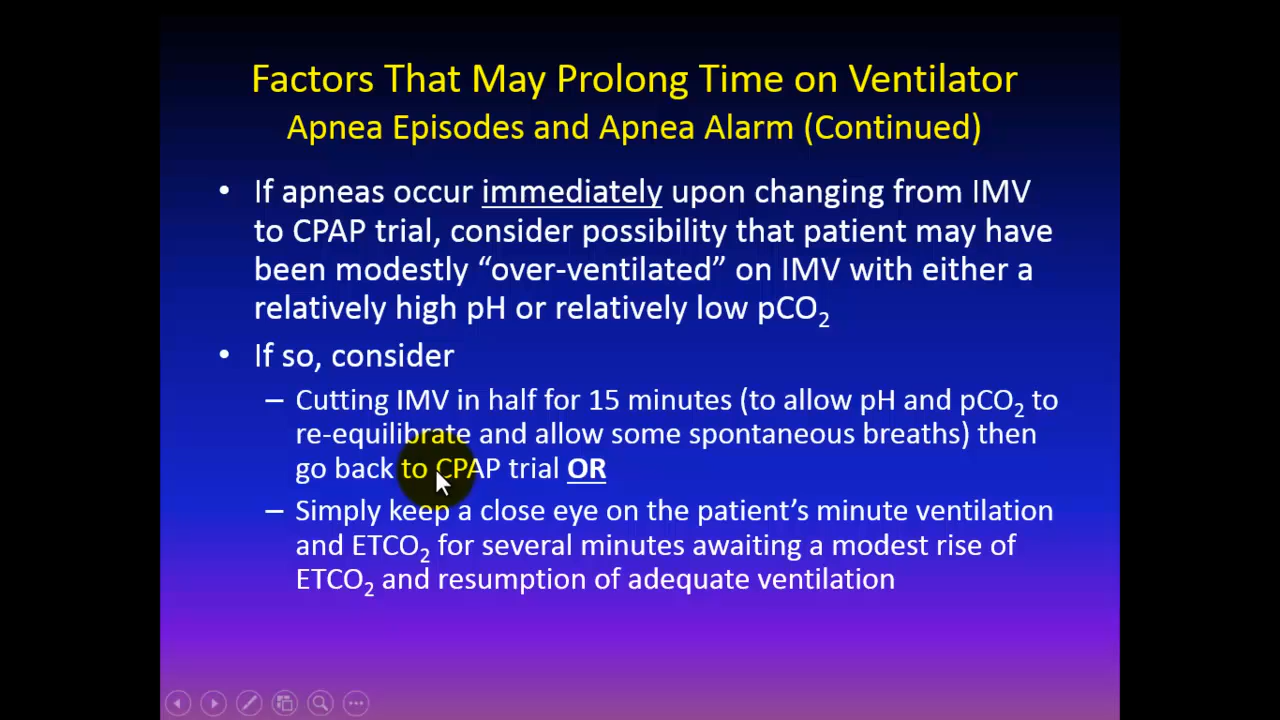 Factors That May Prolong Time on Ventilator
Apnea Episodes and Apnea Alarm (Continued)
• If apneas occur immediately upon changing from IMV
to CPAP trial, consider possibility that patient may have
been modestly “over-ventilated” on IMV with either a
relatively high pH or relatively low pCO₂
• If so, consider
– Cutting IMV in half for 15 minutes (to allow pH and pCO₂ to
re-equilibrate and allow some spontaneous breaths) then
go back to CPAP trial OR
– Simply keep a close eye on the patient’s minute ventilation
and ETCO₂ for several minutes awaiting a modest rise of
ETCO₂ and resumption of adequate ventilation